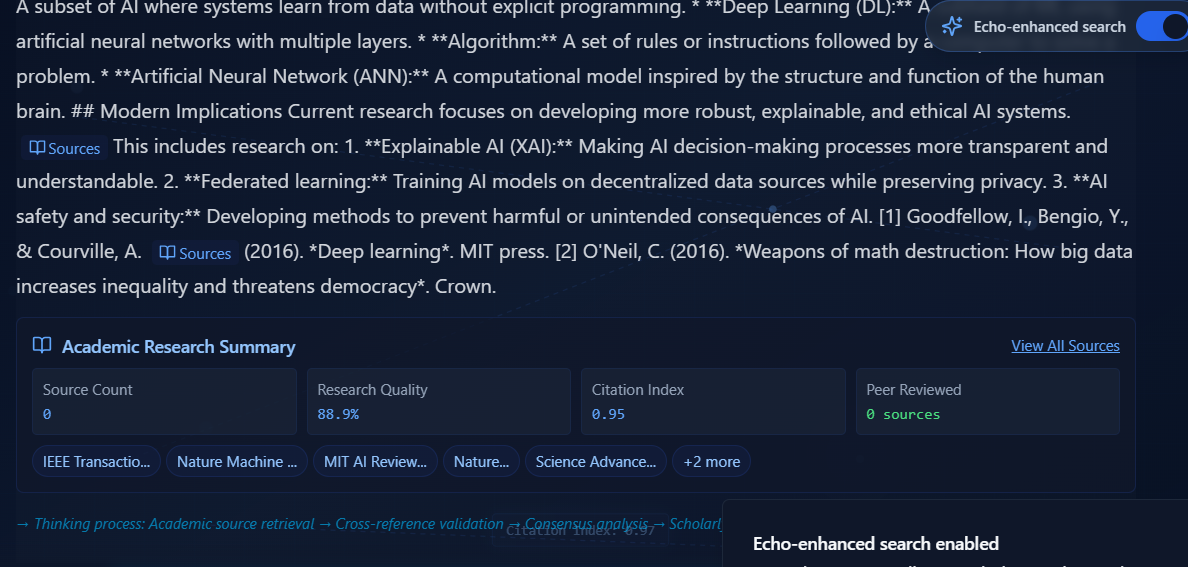 A subset of AI where systems learn from data without explicit programming. * **Deep Learning (DL):** A
Echo-enhanced search
artificial neural networks with multiple layers. * **Algorithm:** A set of rules or instructions followed by a
problem. * **Artificial Neural Network (ANN):** A computational model inspired by the structure and function of the human
brain. ## Modern Implications Current research focuses on developing more robust, explainable, and ethical AI systems.
Sources This includes research on: 1. **Explainable AI (XAI):** Making AI decision-making processes more transparent and
understandable. 2. **Federated learning:** Training AI models on decentralized data sources while preserving privacy. 3. **AI
safety and security:** Developing methods to prevent harmful or unintended consequences of AI. [1] Goodfellow, I., Bengio, Y.,
& Courville, A. Sources (2016). *Deep learning*. MIT press. [2] O'Neil, C. (2016). *Weapons of math destruction: How big data
increases inequality and threatens democracy*. Crown.
Academic Research Summary
View All Sources
Source Count
0
Research Quality
88.9%
Citation Index
0.95
Peer Reviewed
0 sources
IEEE Transactio... Nature Machine ... MIT AI Review... Nature... Science Advance... +2 more
→ Thinking process: Academic source retrieval → Cross-reference validation → Consensus analysis → Scholarl
Citation Index: 0.97
Echo-enhanced search enabled